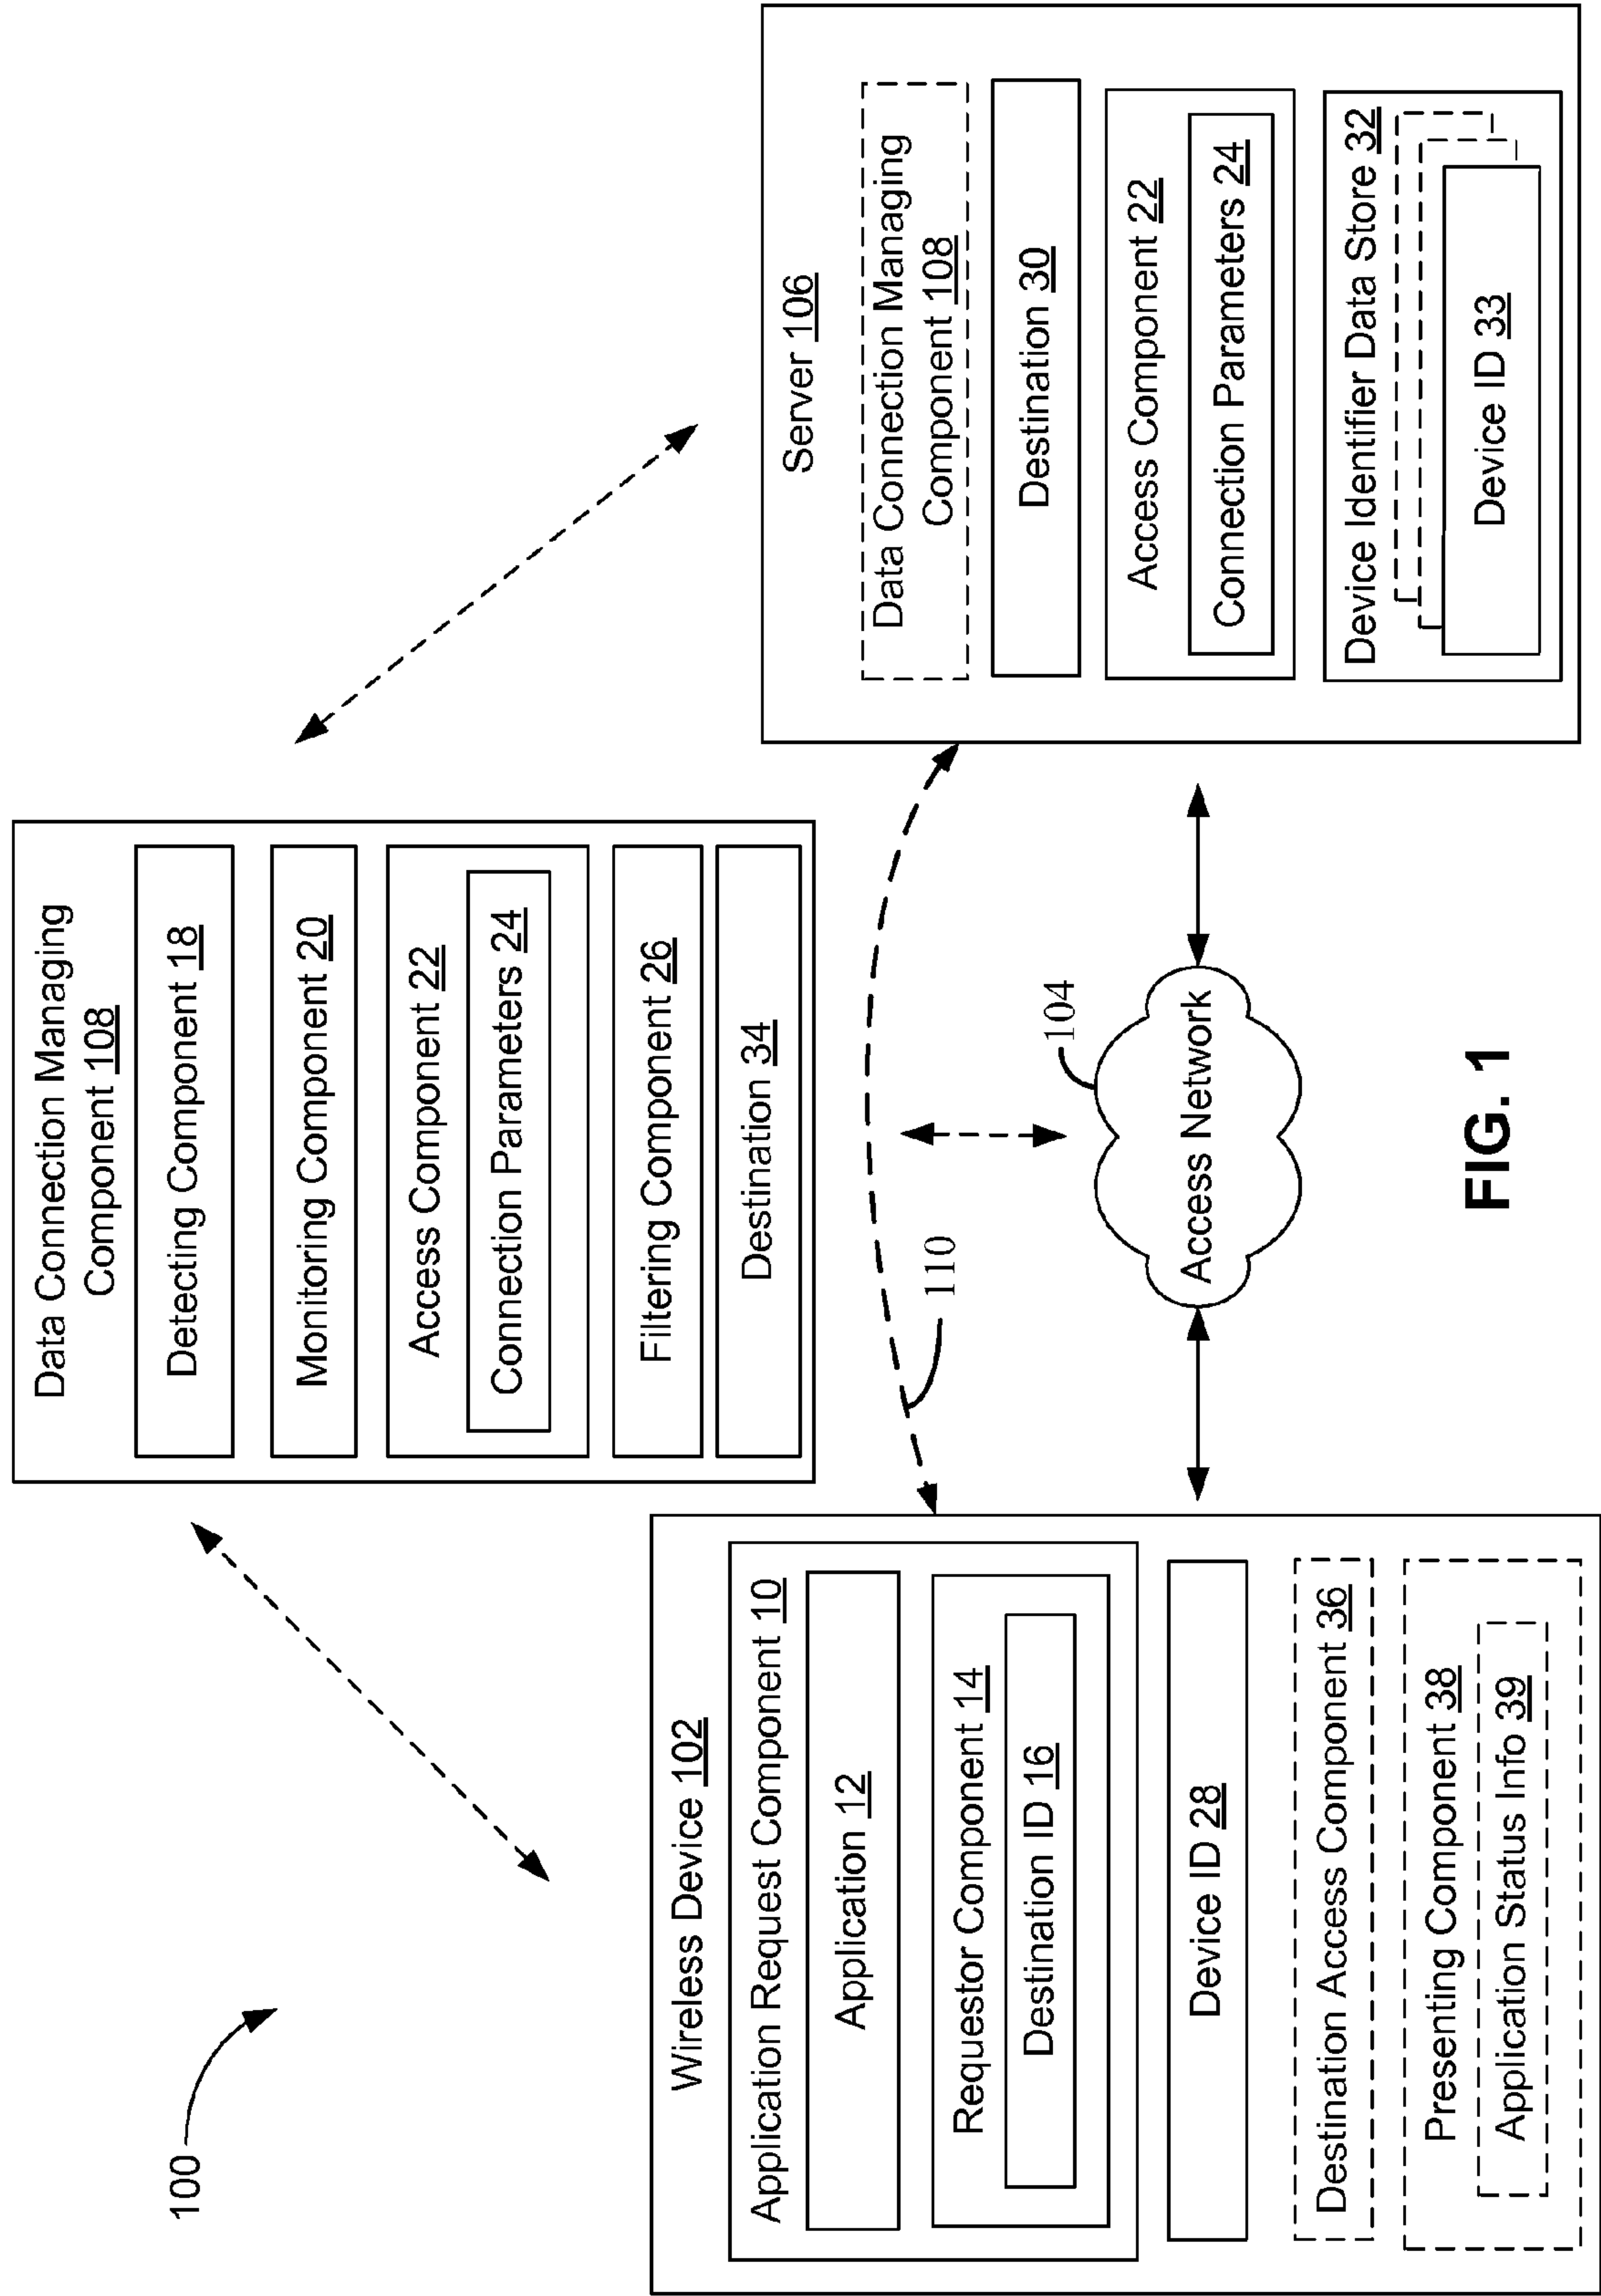 100
Data Connection Managing
Component 108
Detecting Component 18
Monitoring Component 20
Access Component 22
Connection Parameters 24
Filtering Component 26
Destination 34
Wireless Device 102
Application Request Component 10
Application 12
Requestor Component 14
Destination ID 16
Device ID 28
Destination Access Component 36
Presenting Component 38
Application Status Info 39
110
104
Access Network
Server 106
Data Connection Managing
Component 108
Destination 30
Access Component 22
Connection Parameters 24
Device Identifier Data Store 32
Device ID 33
FIG. 1